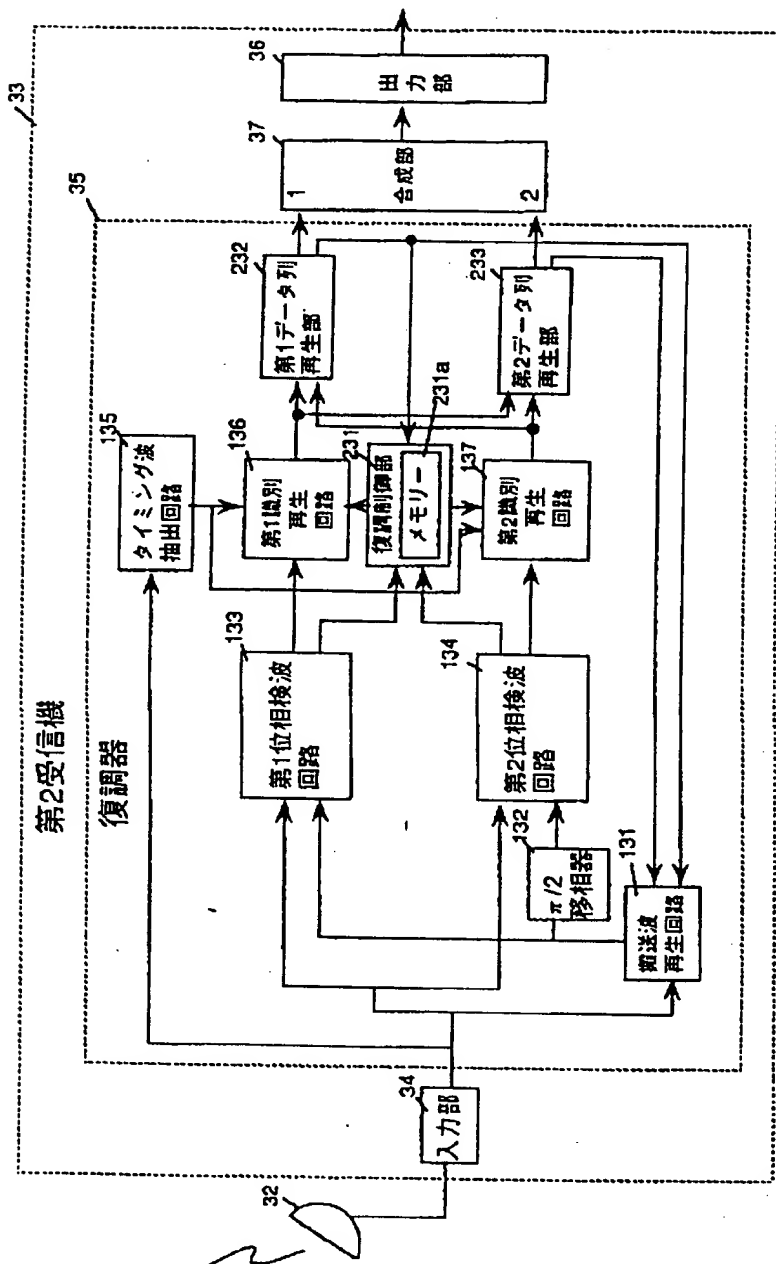 33
第2受信機
35
復調器
32
34
入力部
135
タイミング波
抽出回路
133
第1位相検波
回路
134
第2位相検波
回路
132
π/2
移相器
131
搬送波
再生回路
136
第1識別
再生
回路
231
復調制御部
231a
メモリー
137
第2識別
再生
回路
232
第1データ列
再生部
233
第2データ列
再生部
37
1
合成部
2
36
出力部